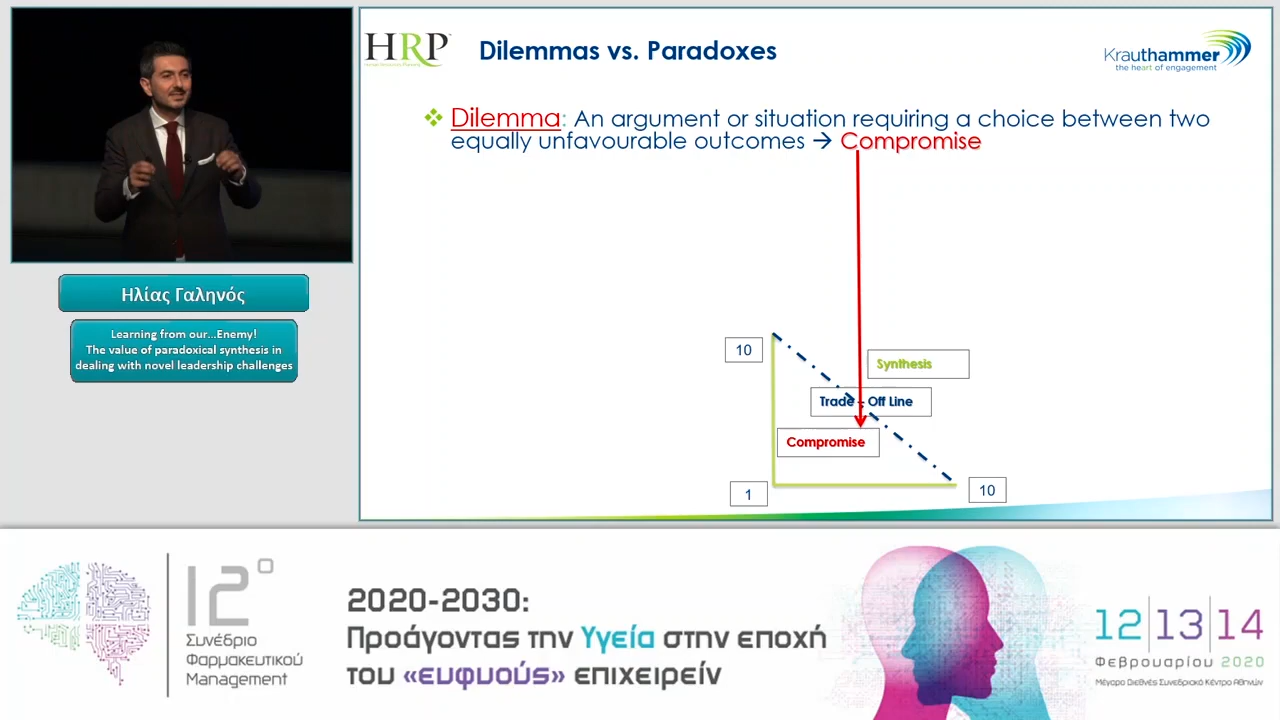 HRP
Dilemmas vs. Paradoxes
Krauthammer
the heart of engagement
❖ Dilemma: An argument or situation requiring a choice between two
equally unfavourable outcomes → Compromise
10
Synthesis
Trade – Off Line
Compromise
1
10
Ηλίας Γαληνός
Learning from our...Enemy!
The value of paradoxical synthesis in
dealing with novel leadership challenges
12º
Συνέδριο
Φαρμακευτικού
Management
2020-2030:
Προάγοντας την Υγεία στην εποχή
του «ευφυούς» επιχειρείν
12 13 14
Φεβρουαρίου 2020
Μέγαρο Διεθνές Συνεδριακό Κέντρο Αθηνών